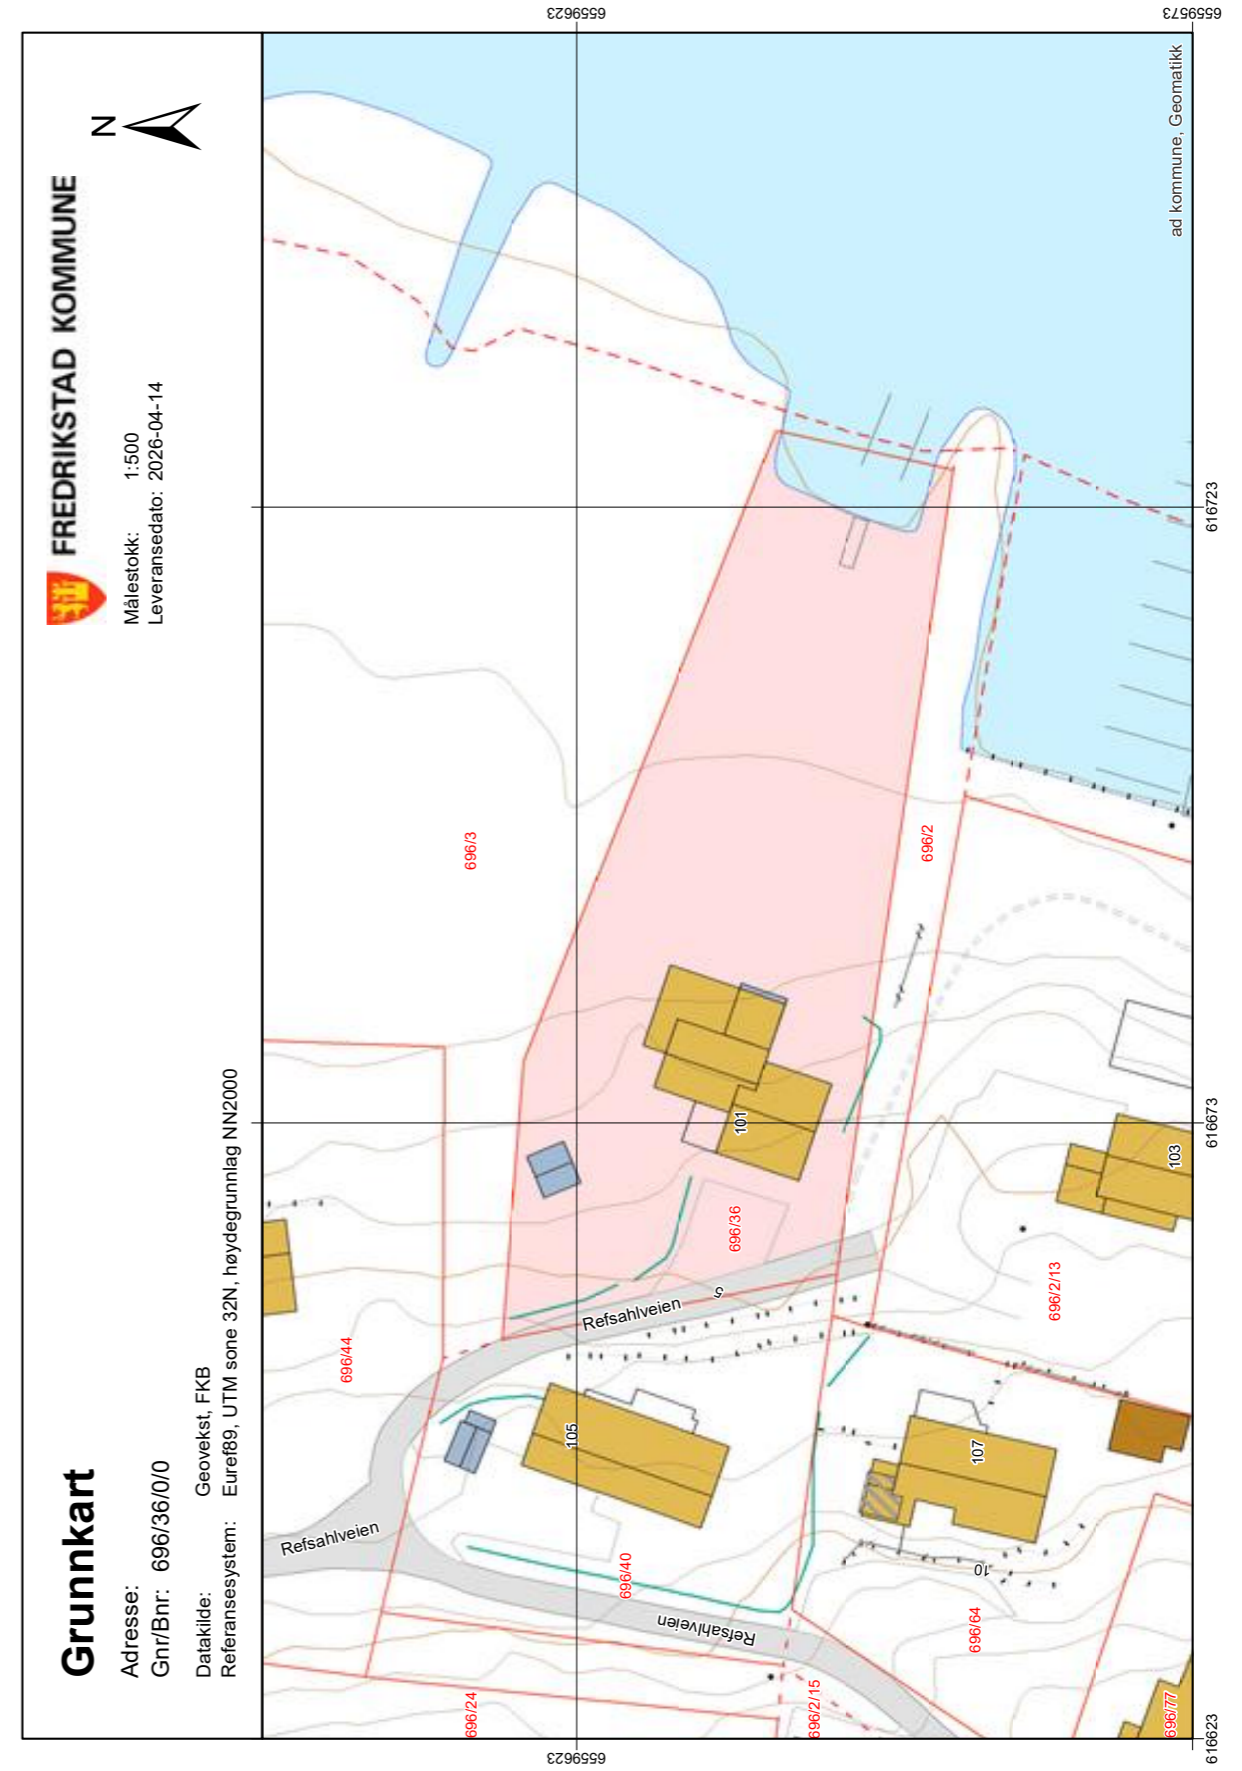 Grunnkart
FREDRIKSTAD KOMMUNE
N
Adresse:
Gnr/Bnr: 696/36/0/0
Målestokk: 1:500
Leveransedato: 2026-04-14
Datakilde: Geovekst, FKB
Referansesystem: Euref89, UTM sone 32N, høydegrunnlag NN2000
6559623
6559573
616723
616673
616623
6559623
ad kommune, Geomatikk
696/3
696/2
696/36
696/44
696/2/13
696/40
696/24
696/2/15
696/64
696/77
101
103
105
107
5
10
Refsahlveien
Refsahlveien
Refsahlveien